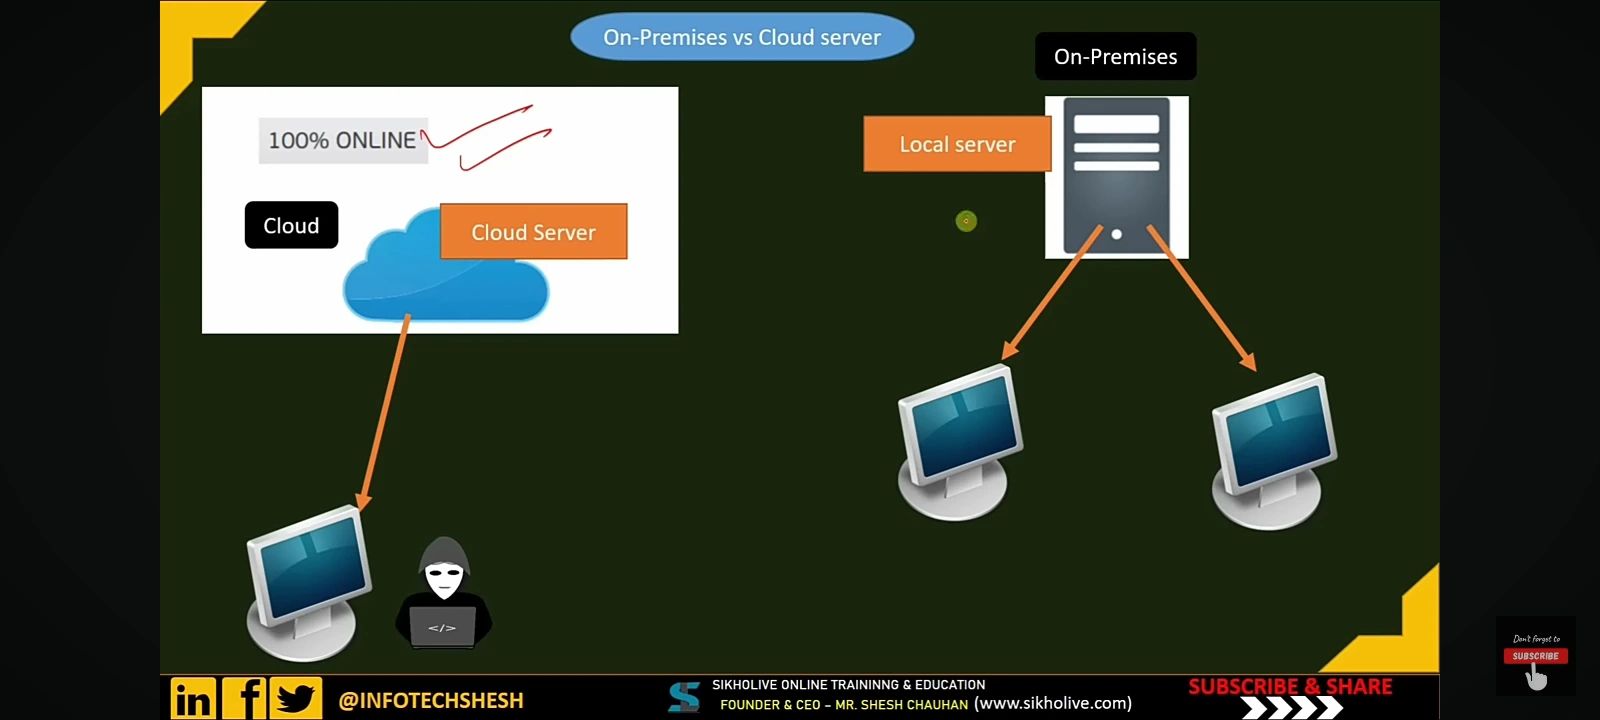 On-Premises vs Cloud server
On-Premises
100% ONLINE
Local server
Cloud
Cloud Server
</>
Don't forget to
SUBSCRIBE
in f
@INFOTECHSHESH
SIKHOLIVE ONLINE TRAININNG & EDUCATION
FOUNDER & CEO – MR. SHESH CHAUHAN (www.sikholive.com)
SUBSCRIBE & SHARE